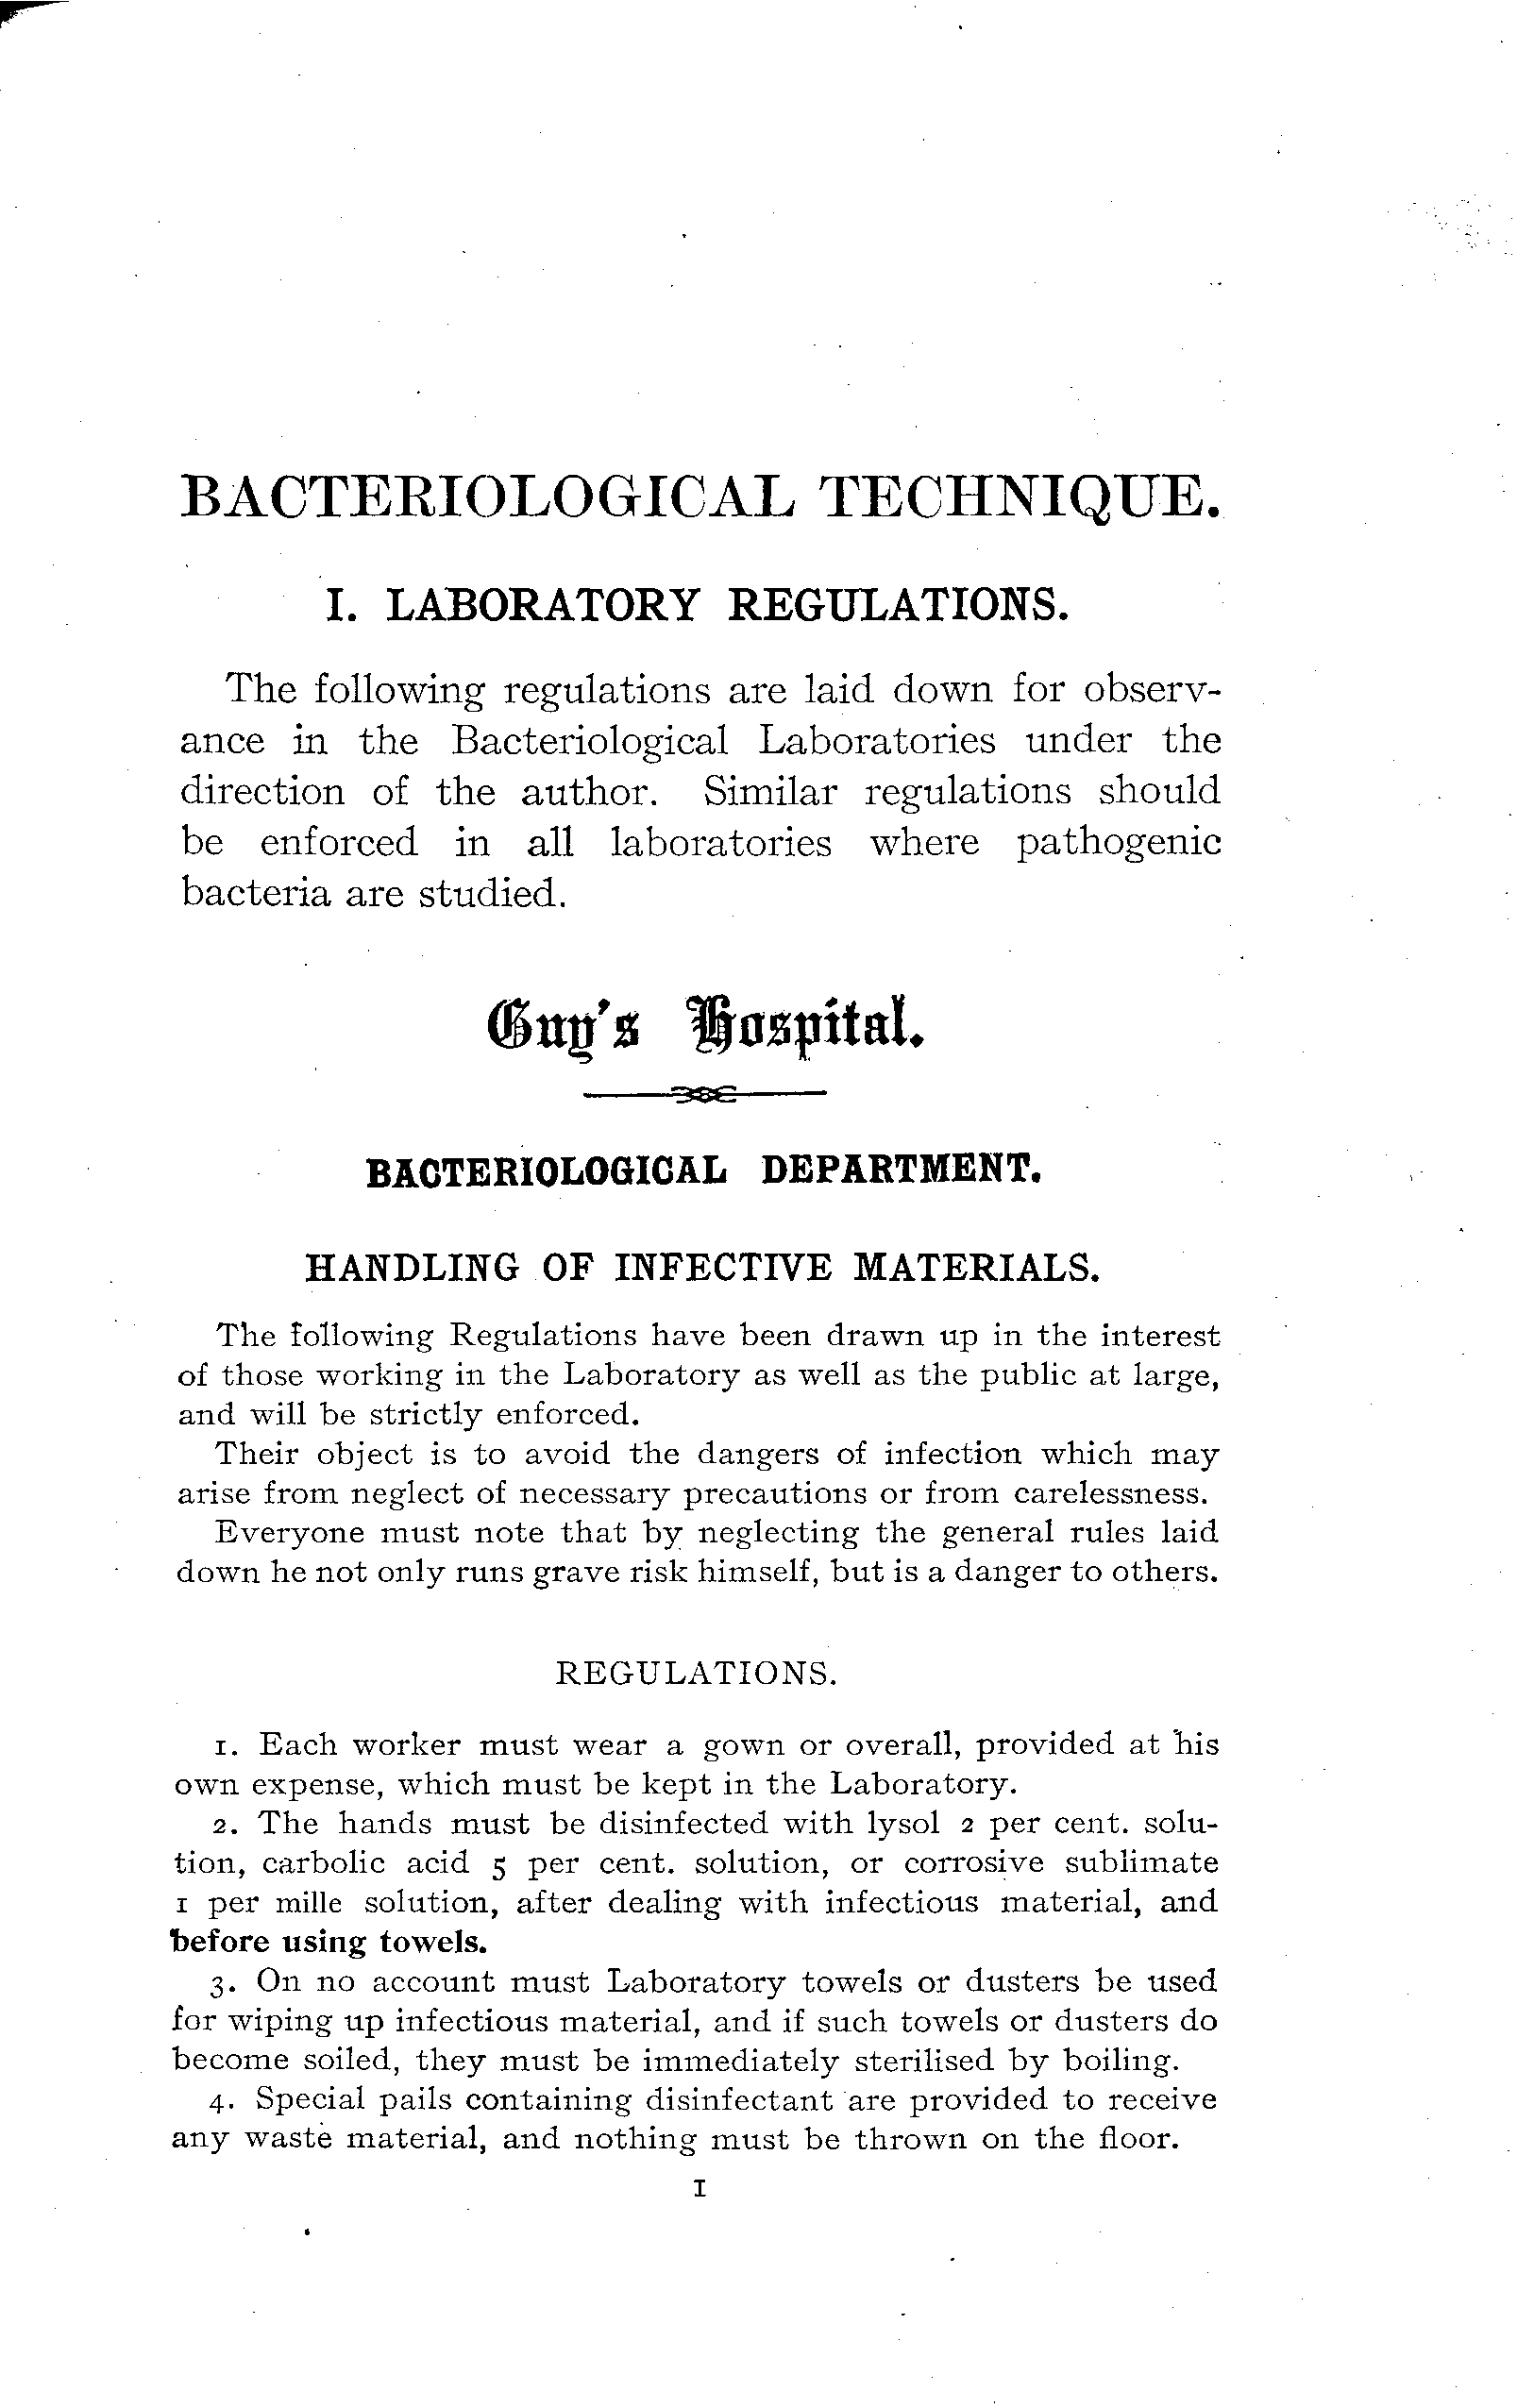 BACTERIOLOGICAL TECHNIQUE.
I. LABORATORY REGULATIONS.
The following regulations are laid down for observ-
ance in the Bacteriological Laboratories under the
direction of the author. Similar regulations should
be enforced in all laboratories where pathogenic
bacteria are studied.
Guy's Hospital.
BACTERIOLOGICAL DEPARTMENT.
HANDLING OF INFECTIVE MATERIALS.
The following Regulations have been drawn up in the interest
of those working in the Laboratory as well as the public at large,
and will be strictly enforced.
Their object is to avoid the dangers of infection which may
arise from neglect of necessary precautions or from carelessness.
Everyone must note that by neglecting the general rules laid
down he not only runs grave risk himself, but is a danger to others.
REGULATIONS.
1. Each worker must wear a gown or overall, provided at his
own expense, which must be kept in the Laboratory.
2. The hands must be disinfected with lysol 2 per cent. solu-
tion, carbolic acid 5 per cent. solution, or corrosive sublimate
1 per mille solution, after dealing with infectious material, and
before using towels.
3. On no account must Laboratory towels or dusters be used
for wiping up infectious material, and if such towels or dusters do
become soiled, they must be immediately sterilised by boiling.
4. Special pails containing disinfectant are provided to receive
any waste material, and nothing must be thrown on the floor.
1